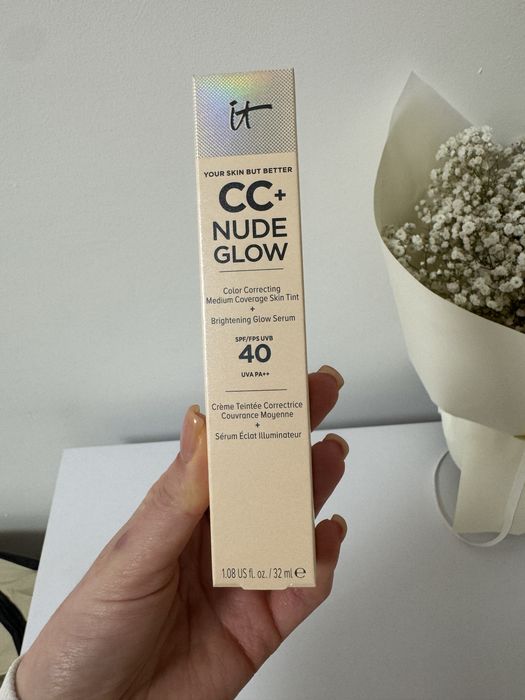 it
YOUR SKIN BUT BETTER
CC+
NUDE
GLOW
Color Correcting
Medium Coverage Skin Tint
+
Brightening Glow Serum
SPF/FPS UVB
40
UVA PA++
Crème Teintée Correctrice
Couvrance Moyenne
+
Sérum Éclat Illuminateur
1.08 US fl. oz. / 32 ml ℮